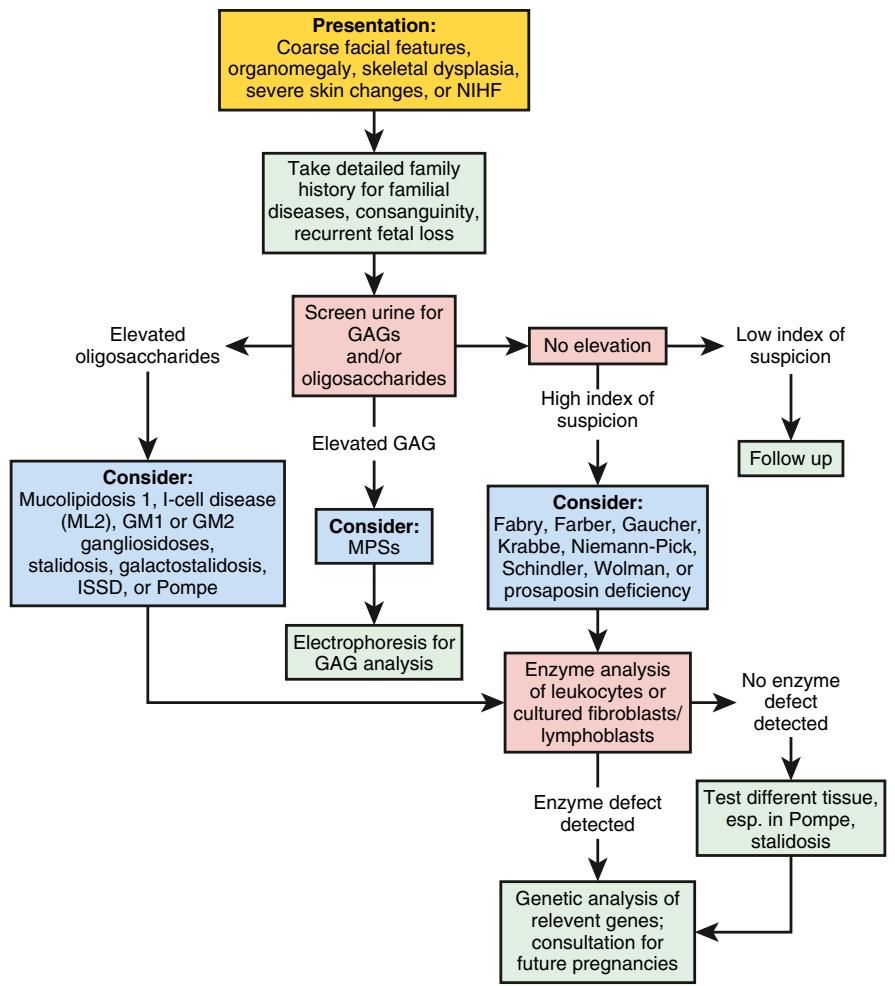 Presentation:
Coarse facial features,
organomegaly, skeletal dysplasia,
severe skin changes, or NIHF
Take detailed family
history for familial
diseases, consanguinity,
recurrent fetal loss
Screen urine for
GAGs
and/or
oligosaccharides
Elevated
oligosaccharides
No elevation
Low index of
suspicion
High index of
suspicion
Elevated GAG
Follow up
Consider:
Mucolipidosis 1, I-cell disease
(ML2), GM1 or GM2
gangliosidoses,
stalidosis, galactostalidosis,
ISSD, or Pompe
Consider:
MPSs
Consider:
Fabry, Farber, Gaucher,
Krabbe, Niemann-Pick,
Schindler, Wolman, or
prosaposin deficiency
Electrophoresis for
GAG analysis
Enzyme analysis
of leukocytes or
cultured fibroblasts/
lymphoblasts
No enzyme
defect
detected
Enzyme defect
detected
Test different tissue,
esp. in Pompe,
stalidosis
Genetic analysis of
relevent genes;
consultation for
future pregnancies